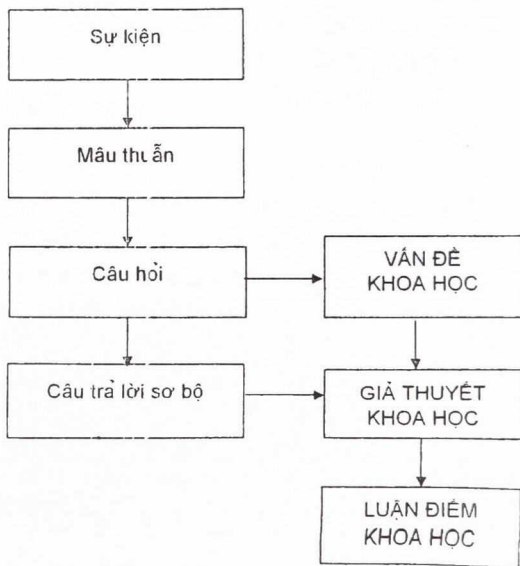 Sự kiện
Mâu thuẫn
Câu hỏi
VẤN ĐỀ
KHOA HỌC
Câu trả lời sơ bộ
GIẢ THUYẾT
KHOA HỌC
LUẬN ĐIỂM
KHOA HỌC